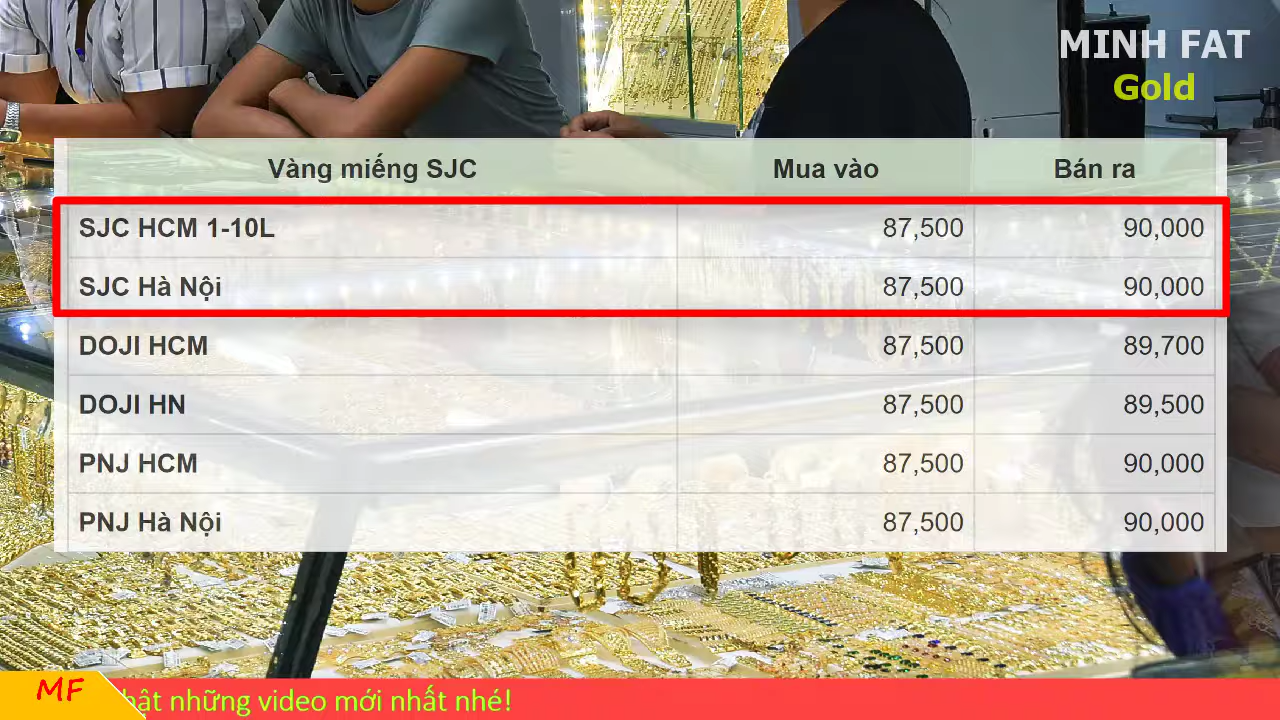 MINH FAT
Gold
Vàng miếng SJC Mua vào Bán ra
SJC HCM 1-10L 87,500 90,000
SJC Hà Nội 87,500 90,000
DOJI HCM 87,500 89,700
DOJI HN 87,500 89,500
PNJ HCM 87,500 90,000
PNJ Hà Nội 87,500 90,000
MF những video mới nhất nhé!